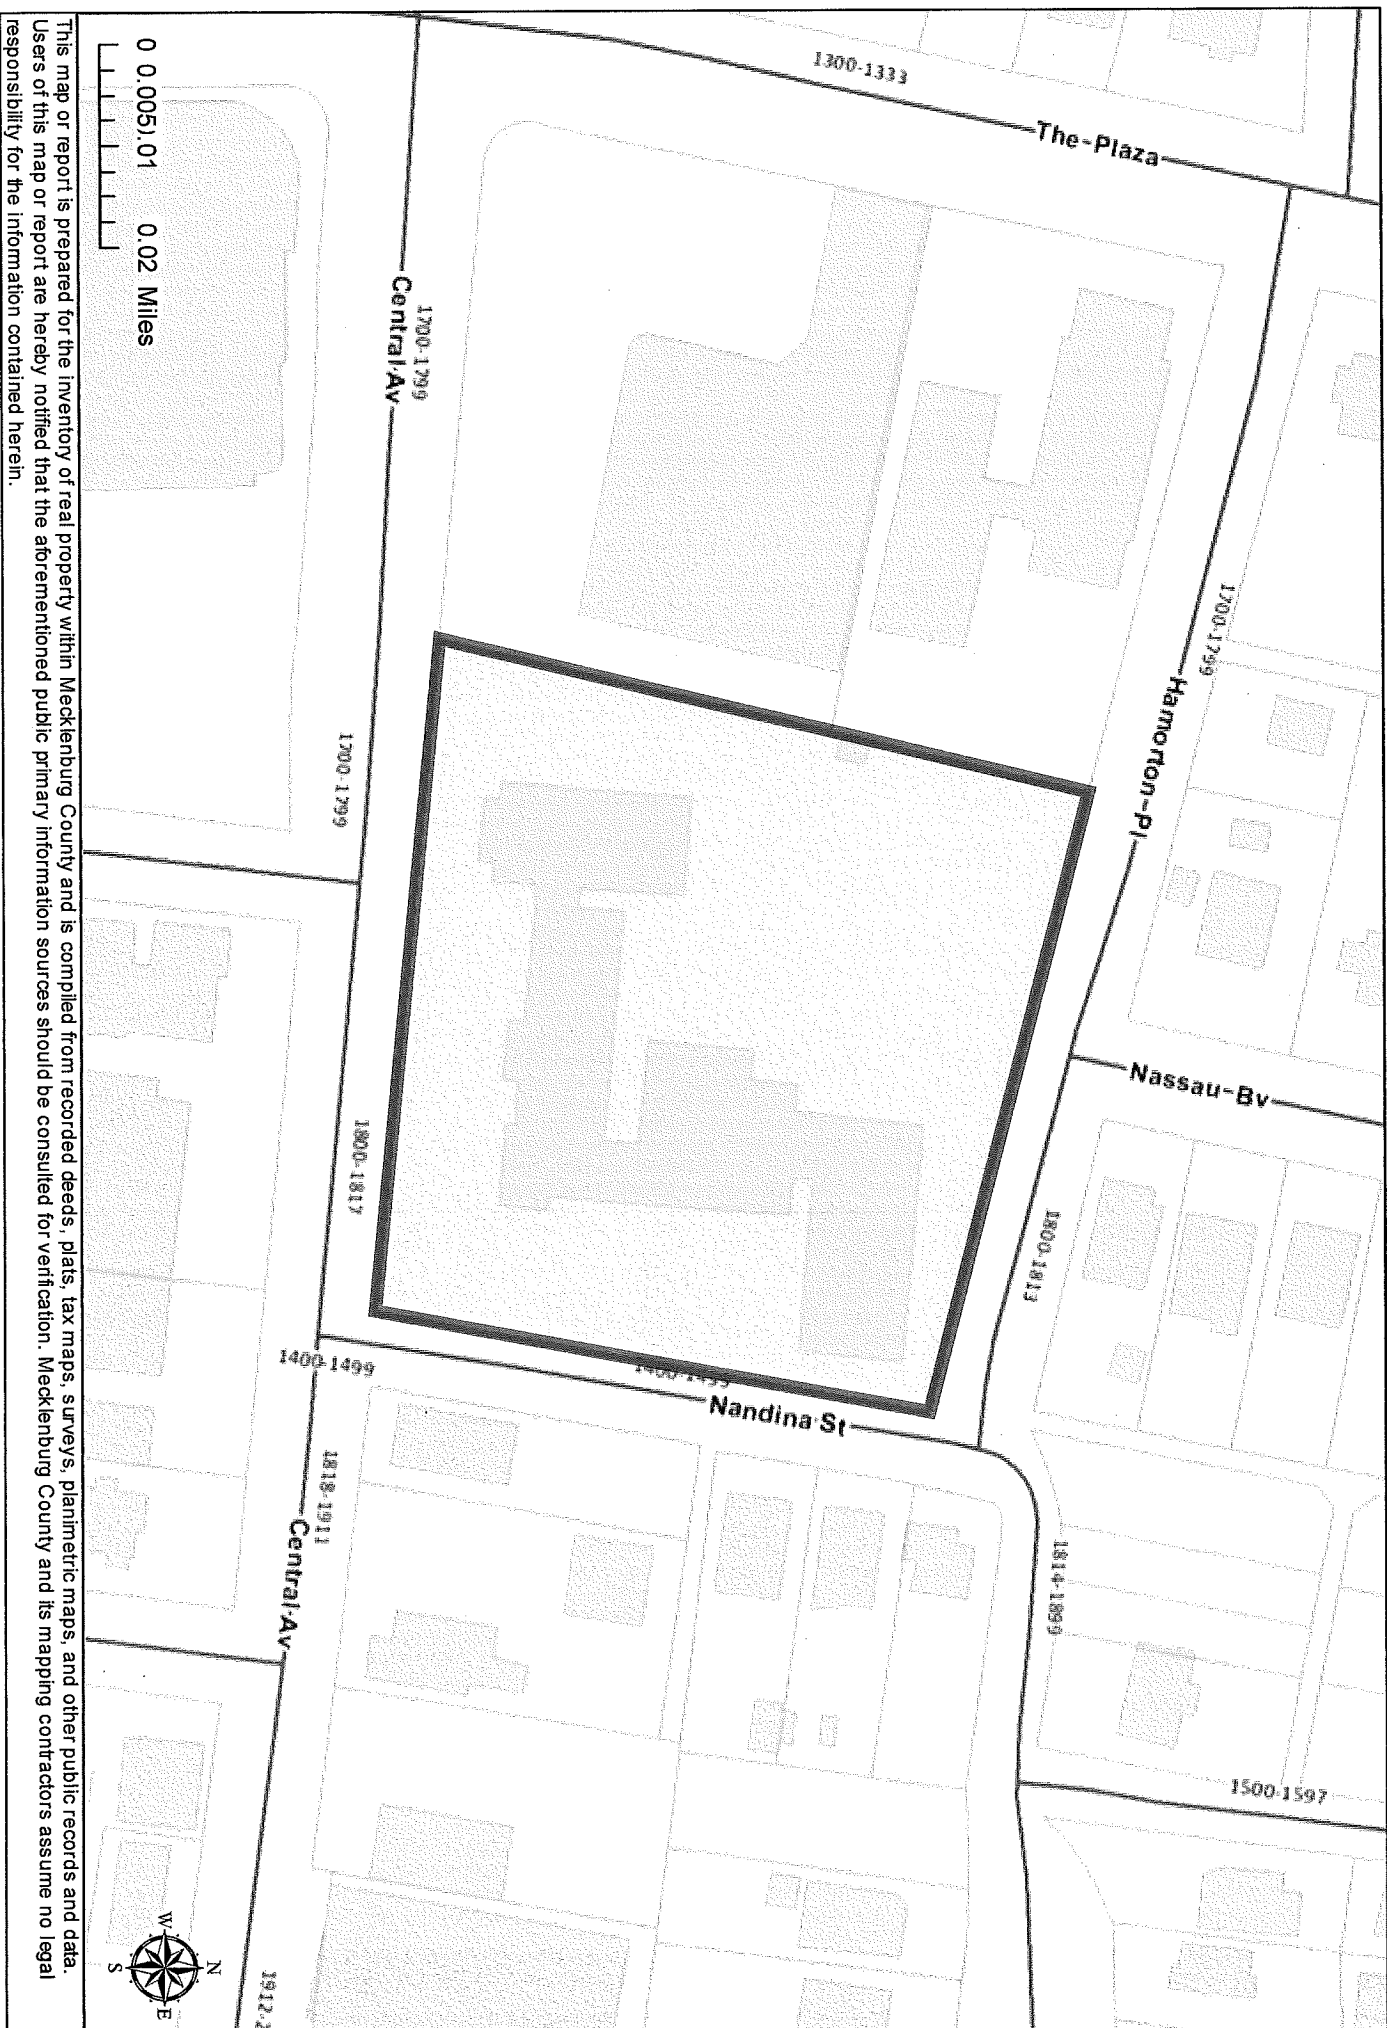 1300-1333
The-Plaza
1700-1799
Hamorton-Pl
1700-1799
Central Av
Nassau-Bv
1700-1799
1800-1813
1800-1817
1400-1499
1400-1499
Nandina St
1814-1899
1818-1911
Central Av
1500-1597
1912-2
N
W
E
S
0 0.005).01 0.02 Miles
This map or report is prepared for the inventory of real property within Mecklenburg County and is compiled from recorded deeds, plats, tax maps, surveys, planimetric maps, and other public records and data.
Users of this map or report are hereby notified that the aforementioned public primary information sources should be consulted for verification. Mecklenburg County and its mapping contractors assume no legal
responsibility for the information contained herein.